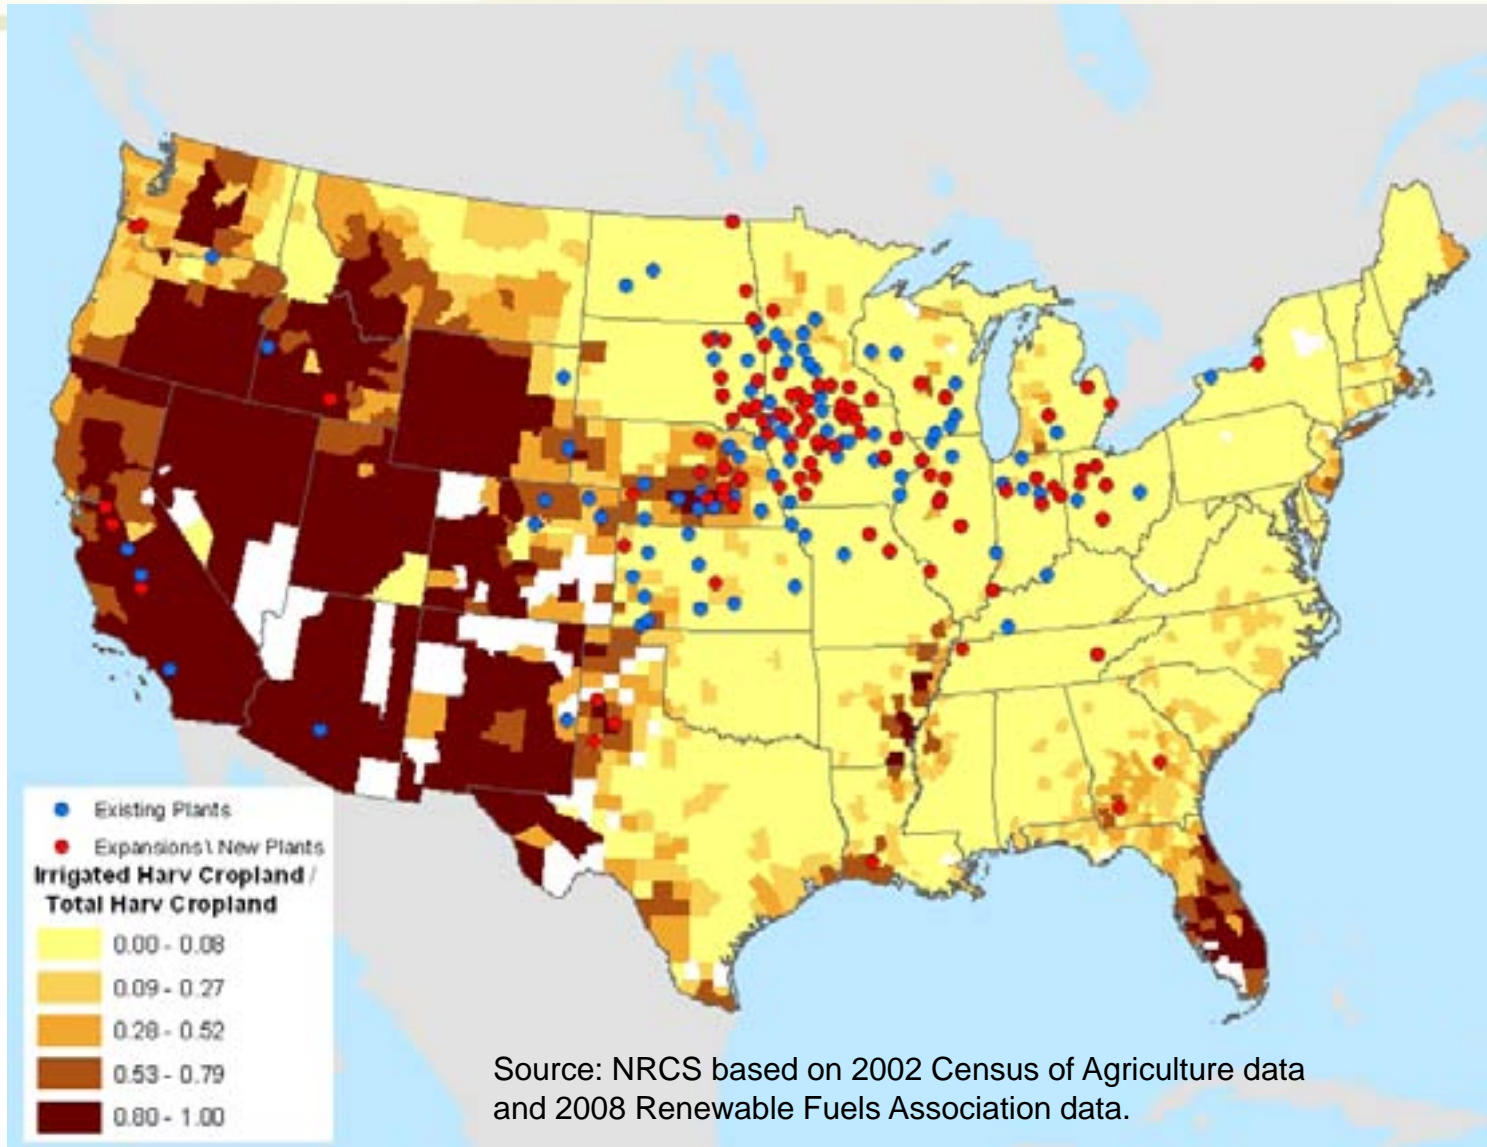 Existing Plants
Expansions\ New Plants
Irrigated Harv Cropland /
Total Harv Cropland
0.00 - 0.08
0.09 - 0.27
0.28 - 0.52
0.53 - 0.79
0.80 - 1.00
Source: NRCS based on 2002 Census of Agriculture data
and 2008 Renewable Fuels Association data.